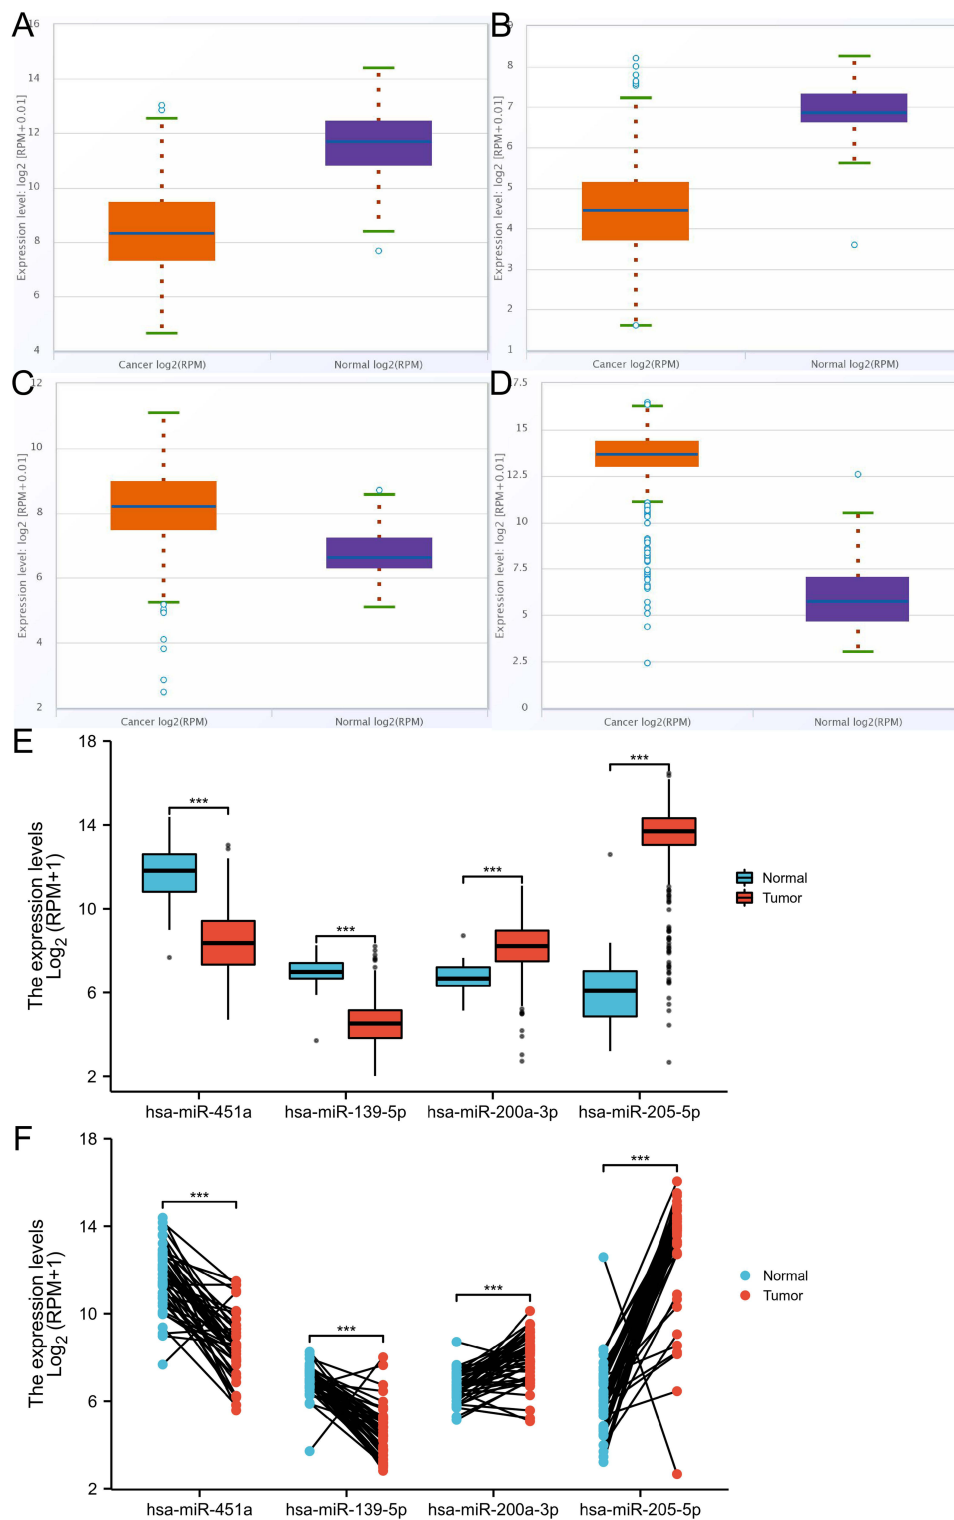 A
Expression level: log2 [RPM+0.01]
16
14
12
10
8
6
4
Cancer log2(RPM)
Normal log2(RPM)
B
Expression level: log2 [RPM+0.01]
9
8
7
6
5
4
3
2
1
Cancer log2(RPM)
Normal log2(RPM)
C
Expression level: log2 [RPM+0.01]
12
10
8
6
4
2
Cancer log2(RPM)
Normal log2(RPM)
D
Expression level: log2 [RPM+0.01]
17.5
15
12.5
10
7.5
5
2.5
0
Cancer log2(RPM)
Normal log2(RPM)
E
The expression levels
Log2 (RPM+1)
18
14
10
6
2
***
***
***
***
hsa-miR-451a
hsa-miR-139-5p
hsa-miR-200a-3p
hsa-miR-205-5p
Normal
Tumor
F
The expression levels
Log2 (RPM+1)
18
14
10
6
2
***
***
***
***
hsa-miR-451a
hsa-miR-139-5p
hsa-miR-200a-3p
hsa-miR-205-5p
Normal
Tumor